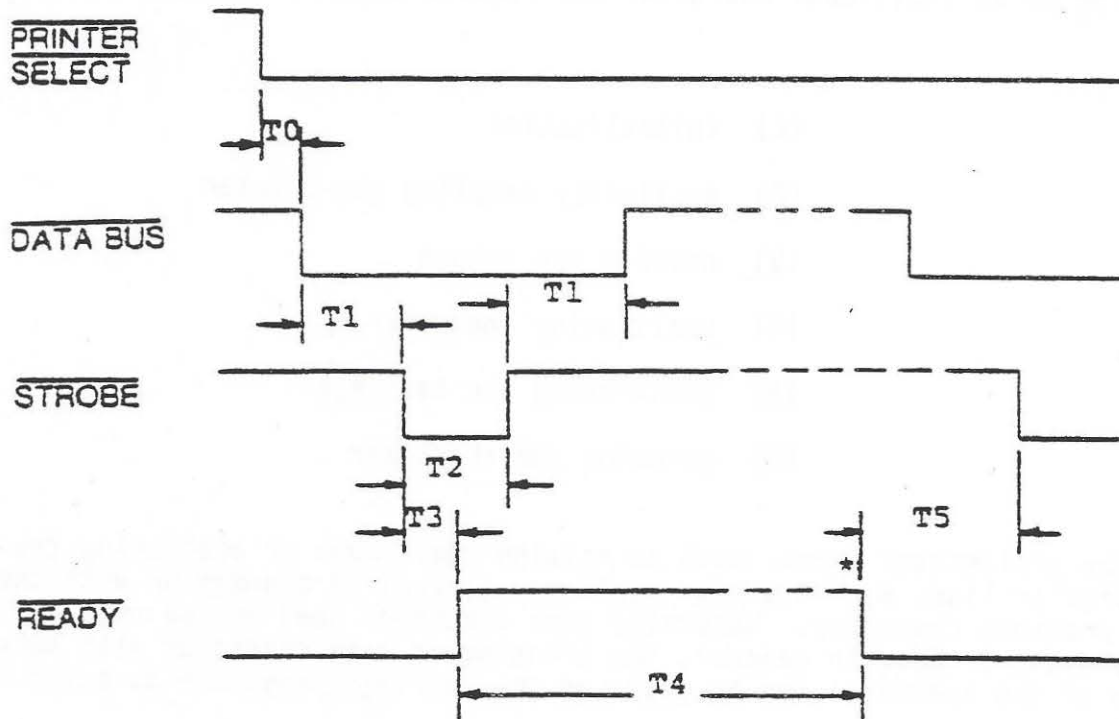 PRINTER
SELECT
T0
DATA BUS
T1
T1
STROBE
T2
T3
T5
*
READY
T4